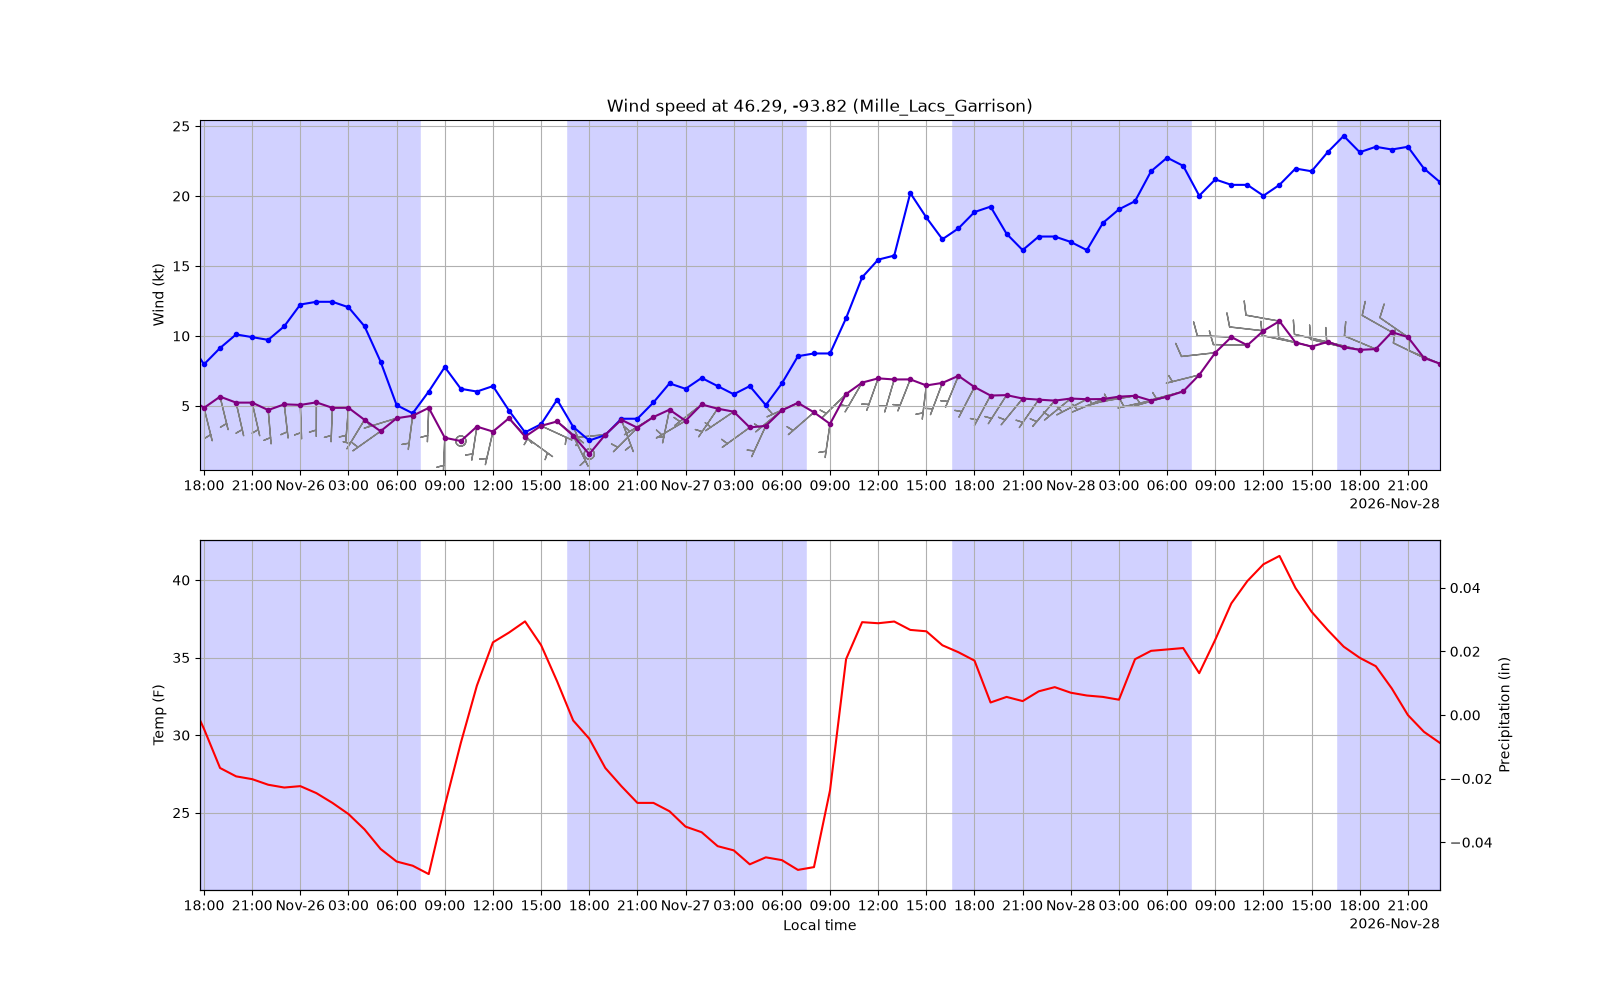 Wind speed at 46.29, -93.82 (Mille_Lacs_Garrison)
25
20
15
10
5
Wind (kt)
18:00 21:00 Nov-26 03:00 06:00 09:00 12:00 15:00 18:00 21:00 Nov-27 03:00 06:00 09:00 12:00 15:00 18:00 21:00 Nov-28 03:00 06:00 09:00 12:00 15:00 18:00 21:00
2026-Nov-28
40
35
30
25
Temp (F)
0.04
0.02
0.00
−0.02
−0.04
Precipitation (in)
18:00 21:00 Nov-26 03:00 06:00 09:00 12:00 15:00 18:00 21:00 Nov-27 03:00 06:00 09:00 12:00 15:00 18:00 21:00 Nov-28 03:00 06:00 09:00 12:00 15:00 18:00 21:00
Local time
2026-Nov-28